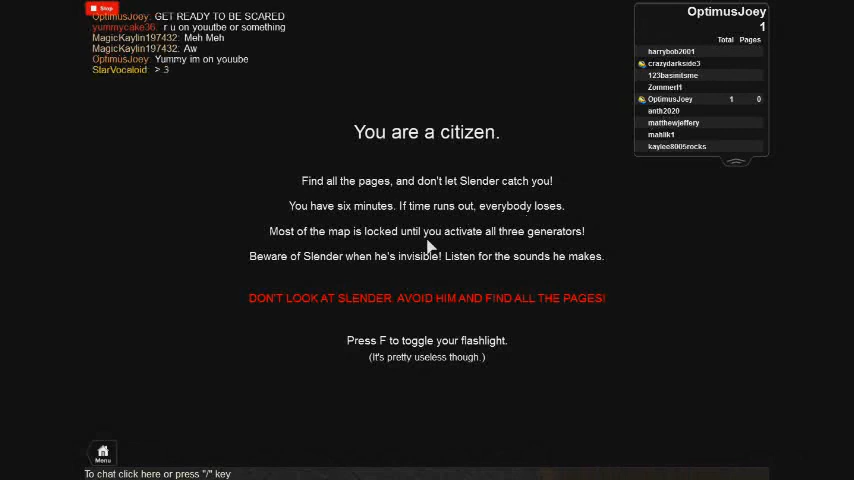 Stop
OptimusJoey: GET READY TO BE SCARED
yummycake36: r u on youutbe or something
MagicKaylin197432: Meh Meh
MagicKaylin197432: Aw
OptimusJoey: Yummy im on youube
StarVocaloid: > .3
OptimusJoey
1
Total Pages
harrybob2001
crazydarkside3
123basimitsme
Zommerl1
OptimusJoey 1 0
anth2020
matthewjeffery
mahlik1
kaylee8005rocks
You are a citizen.
Find all the pages, and don't let Slender catch you!
You have six minutes. If time runs out, everybody loses.
Most of the map is locked until you activate all three generators!
Beware of Slender when he's invisible! Listen for the sounds he makes.
DON'T LOOK AT SLENDER. AVOID HIM AND FIND ALL THE PAGES!
Press F to toggle your flashlight.
(It's pretty useless though.)
Menu
To chat click here or press "/" key